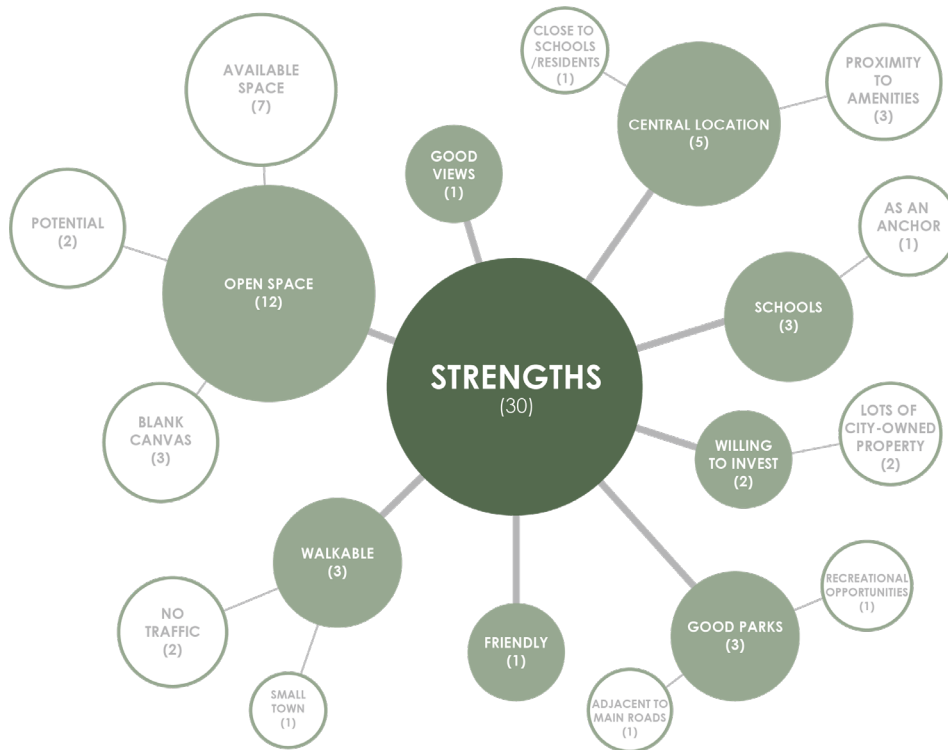 STRENGTHS
(30)
GOOD
VIEWS
(1)
CENTRAL LOCATION
(5)
CLOSE TO
SCHOOLS
/RESIDENTS
(1)
PROXIMITY
TO
AMENITIES
(3)
SCHOOLS
(3)
AS AN
ANCHOR
(1)
WILLING
TO INVEST
(2)
LOTS OF
CITY-OWNED
PROPERTY
(2)
GOOD PARKS
(3)
RECREATIONAL
OPPORTUNITIES
(1)
ADJACENT TO
MAIN ROADS
(1)
FRIENDLY
(1)
WALKABLE
(3)
SMALL
TOWN
(1)
NO
TRAFFIC
(2)
OPEN SPACE
(12)
BLANK
CANVAS
(3)
POTENTIAL
(2)
AVAILABLE
SPACE
(7)